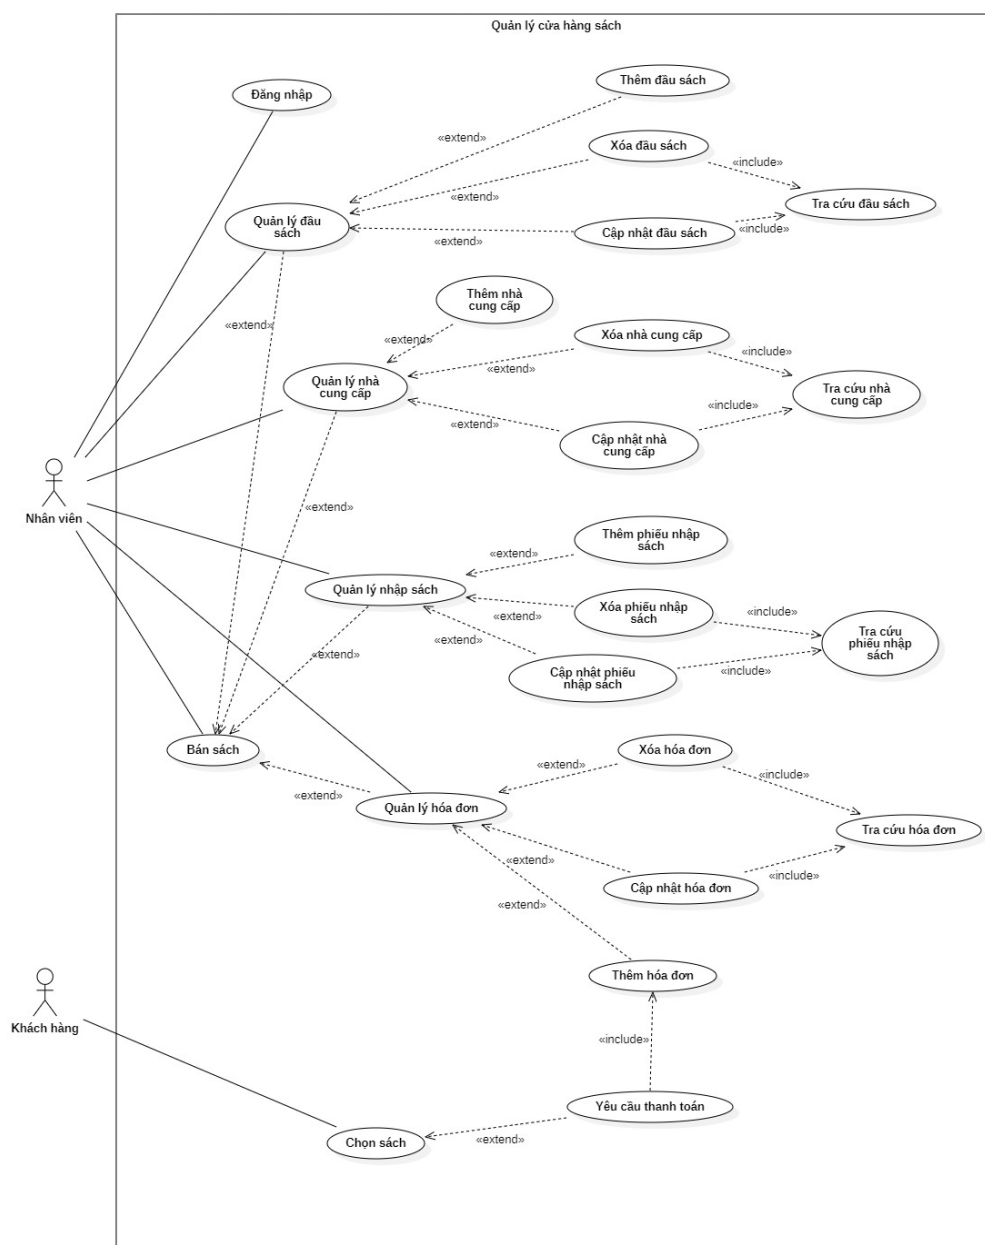 Quản lý cửa hàng sách
Thêm đầu sách
Đăng nhập
«extend»
Xóa đầu sách
«include»
«extend»
Tra cứu đầu sách
Quản lý đầu
sách
Cập nhật đầu sách
«include»
«extend»
Thêm nhà
cung cấp
«extend»
«extend»
Xóa nhà cung cấp
«include»
«extend»
Quản lý nhà
cung cấp
Tra cứu nhà
cung cấp
«include»
«extend»
Cập nhật nhà
cung cấp
Nhân viên
«extend»
Thêm phiếu nhập
sách
«extend»
Quản lý nhập sách
Xóa phiếu nhập
sách
«include»
«extend»
Tra cứu
phiếu nhập
sách
«extend»
«extend»
Cập nhật phiếu
nhập sách
«include»
Bán sách
Xóa hóa đơn
«extend»
«include»
«extend»
Quản lý hóa đơn
Tra cứu hóa đơn
«extend»
«include»
Cập nhật hóa đơn
«extend»
Thêm hóa đơn
Khách hàng
«include»
Yêu cầu thanh toán
«extend»
Chọn sách